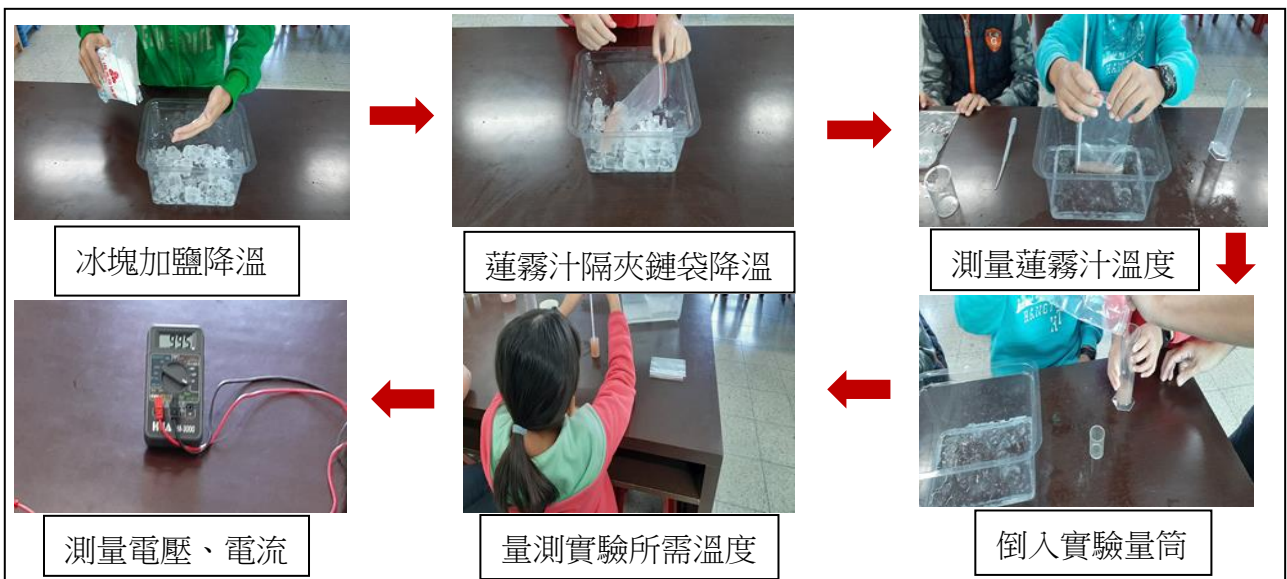 冰塊加鹽降溫
蓮霧汁隔夾鏈袋降溫
測量蓮霧汁溫度
倒入實驗量筒
量測實驗所需溫度
測量電壓、電流